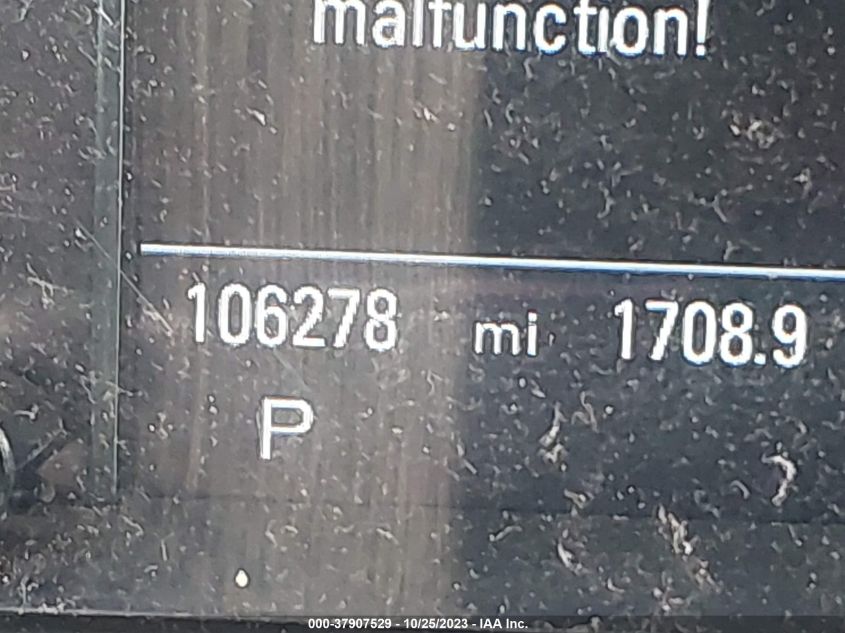 malfunction!
106278 mi 1708.9
P
000-37907529 - 10/25/2023 - IAA Inc.